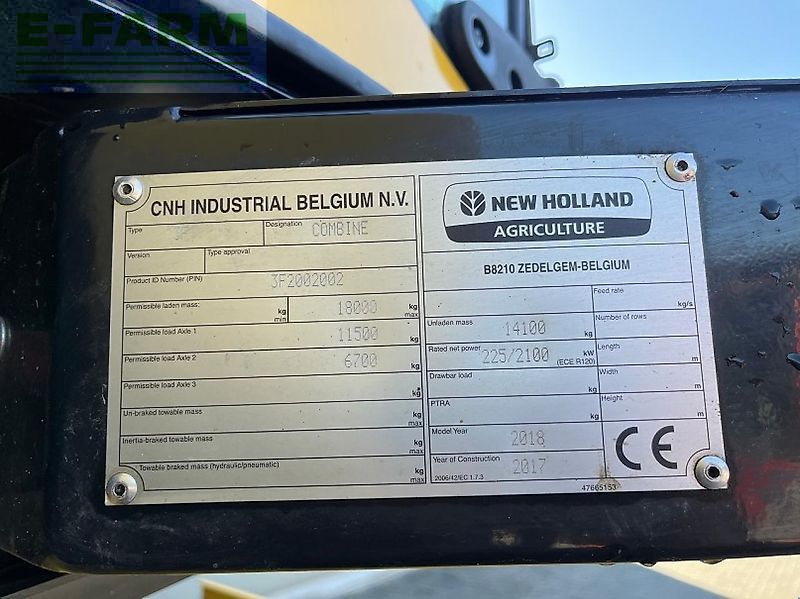 E-FARM
CNH INDUSTRIAL BELGIUM N.V.
Type
Designation
COMBINE
Version
Type approval
Product ID Number (PIN)
3F2002002
Permissible laden mass:
kg min
18000
kg max
Permissible load Axle 1
11500
kg
Permissible load Axle 2
6700
kg
Permissible load Axle 3
kg
Un-braked towable mass
kg max
Inertia-braked towable mass
kg max
Towable braked mass (hydraulic/pneumatic)
kg max
NEW HOLLAND
AGRICULTURE
B8210 ZEDELGEM-BELGIUM
Feed rate
kg/s
Unladen mass
14100
kg
Number of rows
Rated net power
225/2100
kW
(ECE R120)
Length
m
Drawbar load
kg
Width
m
PTRA
kg
Height
m
Model Year
2018
Year of Construction
2017
CE
2006/42/EC 1.7.3
47665153